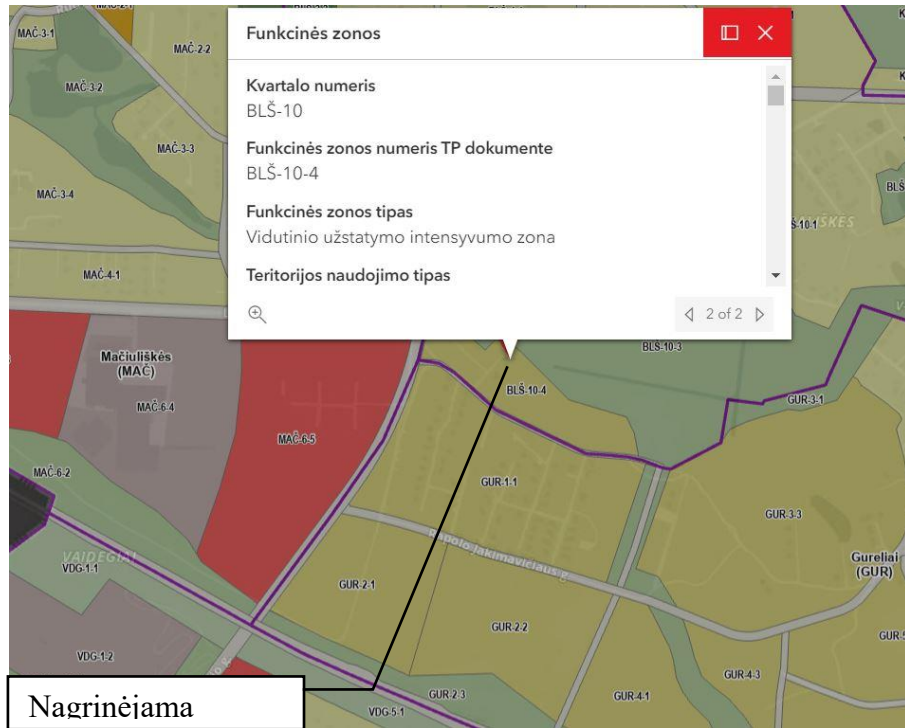 MAČ-3-1
MAČ-2-2
MAČ-3-2
MAČ-3-3
MAČ-3-4
MAČ-4-1
Funkcinės zonos
Kvartalo numeris
BLŠ-10
Funkcinės zonos numeris TP dokumente
BLŠ-10-4
Funkcinės zonos tipas
Vidutinio užstatymo intensyvumo zona
Teritorijos naudojimo tipas
2 of 2
BLŠ-10-3
Mačiuliškės
(MAČ)
BLŠ-10-4
GUR-3-1
MAČ-6-4
MAČ-6-5
MAČ-6-2
GUR-1-1
GUR-3-3
VAIDEGIAI
VDG-1-1
Rapolo Jakimavičiaus g.
Gureliai
(GUR)
GUR-2-1
GUR-2-2
VDG-1-2
GUR-4-3
GUR-2-3
GUR-4-1
VDG-5-1
Nagrinėjama